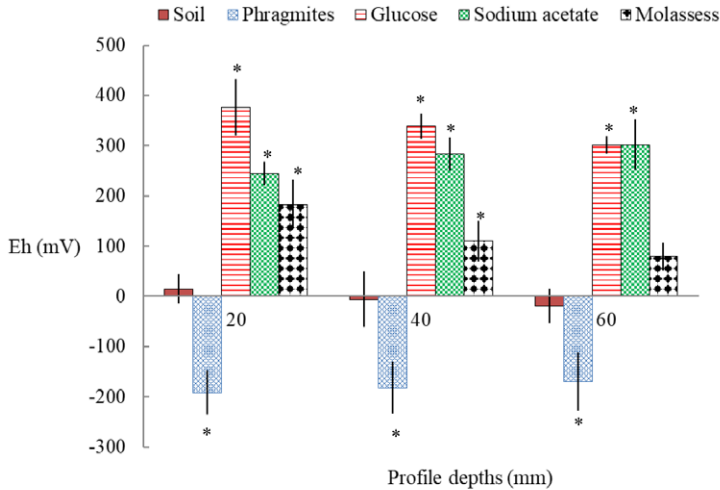 Soil Phragmites Glucose Sodium acetate Molassess
500
400
300
200
100
0
-100
-200
-300
Eh (mV)
* * *
* * *
* *
20 40 60
* * *
Profile depths (mm)